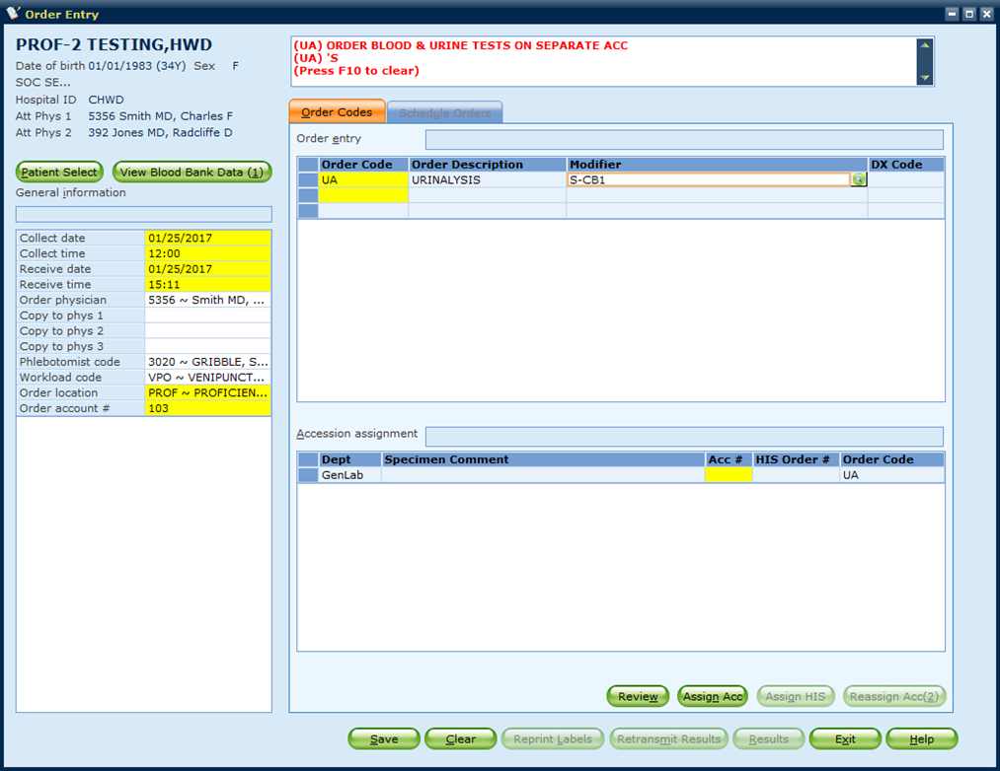 Order Entry
PROF-2 TESTING,HWD
Date of birth 01/01/1983 (34Y) Sex F
SOC SE...
Hospital ID CHWD
Att Phys 1 5356 Smith MD, Charles F
Att Phys 2 392 Jones MD, Radcliffe D
Patient Select View Blood Bank Data (1)
General information
Collect date 01/25/2017
Collect time 12:00
Receive date 01/25/2017
Receive time 15:11
Order physician 5356 ~ Smith MD, ...
Copy to phys 1
Copy to phys 2
Copy to phys 3
Phlebotomist code 3020 ~ GRIBBLE, S...
Workload code VPO ~ VENIPUNCT...
Order location PROF ~ PROFICIEN...
Order account # 103
(UA) ORDER BLOOD & URINE TESTS ON SEPARATE ACC
(UA) 'S
(Press F10 to clear)
Order Codes Schedule Orders
Order entry
Order Code Order Description Modifier DX Code
UA URINALYSIS S-CB1
Accession assignment
Dept Specimen Comment Acc # HIS Order # Order Code
GenLab UA
Review Assign Acc Assign HIS Reassign Acc(2)
Save Clear Reprint Labels Retransmit Results Results Exit Help